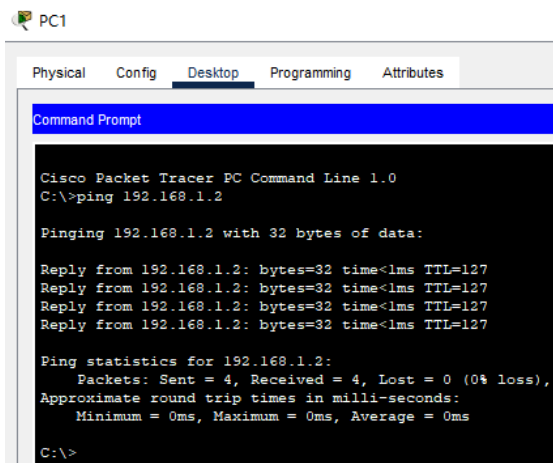 PC1
Physical Config Desktop Programming Attributes
Command Prompt
Cisco Packet Tracer PC Command Line 1.0
C:\>ping 192.168.1.2
Pinging 192.168.1.2 with 32 bytes of data:
Reply from 192.168.1.2: bytes=32 time<1ms TTL=127
Reply from 192.168.1.2: bytes=32 time<1ms TTL=127
Reply from 192.168.1.2: bytes=32 time<1ms TTL=127
Reply from 192.168.1.2: bytes=32 time<1ms TTL=127
Ping statistics for 192.168.1.2:
Packets: Sent = 4, Received = 4, Lost = 0 (0% loss),
Approximate round trip times in milli-seconds:
Minimum = 0ms, Maximum = 0ms, Average = 0ms
C:\>